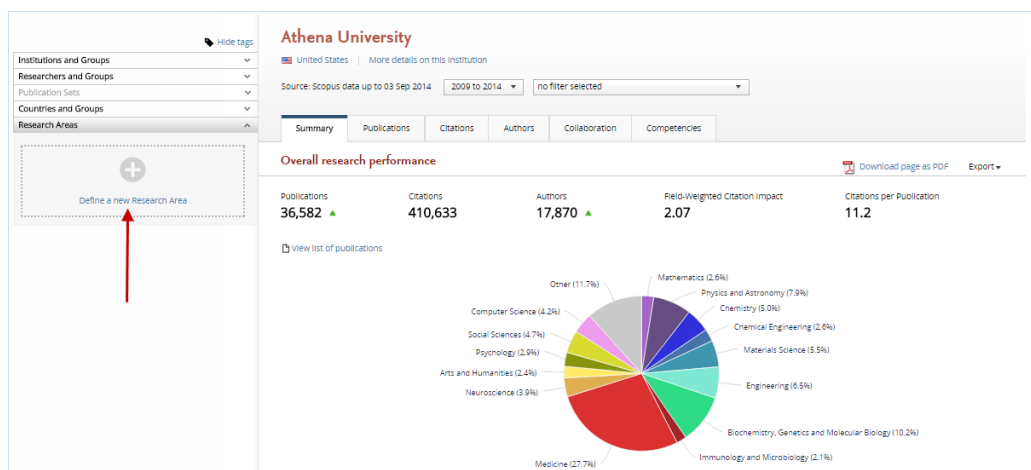 Hide tags
Institutions and Groups
Researchers and Groups
Publication Sets
Countries and Groups
Research Areas
Define a new Research Area
Athena University
United States | More details on this Institution
Source: Scopus data up to 03 Sep 2014 2009 to 2014 no filter selected
Summary Publications Citations Authors Collaboration Competencies
Overall research performance
Download page as PDF Export
Publications Citations Authors Field-Weighted Citation Impact Citations per Publication
36,582 410,633 17,870 2.07 11.2
View list of publications
Mathematics (2.6%)
Physics and Astronomy (7.9%)
Chemistry (5.0%)
Chemical Engineering (2.6%)
Materials Science (5.5%)
Engineering (6.5%)
Biochemistry, Genetics and Molecular Biology (10.2%)
Immunology and Microbiology (2.1%)
Medicine (27.7%)
Neuroscience (3.9%)
Arts and Humanities (2.4%)
Psychology (2.9%)
Social Sciences (4.7%)
Computer Science (4.2%)
Other (11.7%)